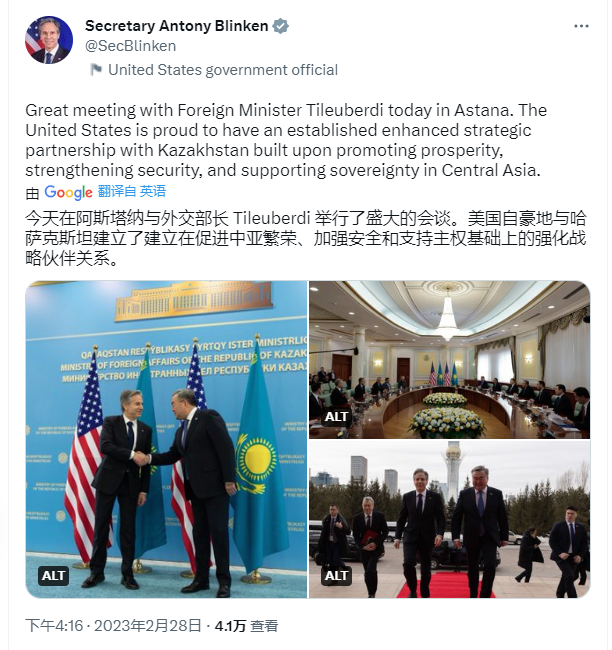 Secretary Antony Blinken
@SecBlinken
United States government official
Great meeting with Foreign Minister Tileuberdi today in Astana. The
United States is proud to have an established enhanced strategic
partnership with Kazakhstan built upon promoting prosperity,
strengthening security, and supporting sovereignty in Central Asia.
由 Google 翻译自 英语
今天在阿斯塔纳与外交部长 Tileuberdi 举行了盛大的会谈。美国自豪地与哈
萨克斯坦建立了建立在促进中亚繁荣、加强安全和支持主权基础上的强化战
略伙伴关系。
QAZAQSTAN RESPYBLIKASY
MINISTRY OF FOREIGN AFFAIRS OF THE REPUBLIC OF KAZAK
МИНИСТЕРСТВО ИНОСТРАННЫХ ДЕЛ РЕСПУБЛИКИ КАЗА
ALT
ALT
ALT
下午4:16 · 2023年2月28日 · 4.1万 查看